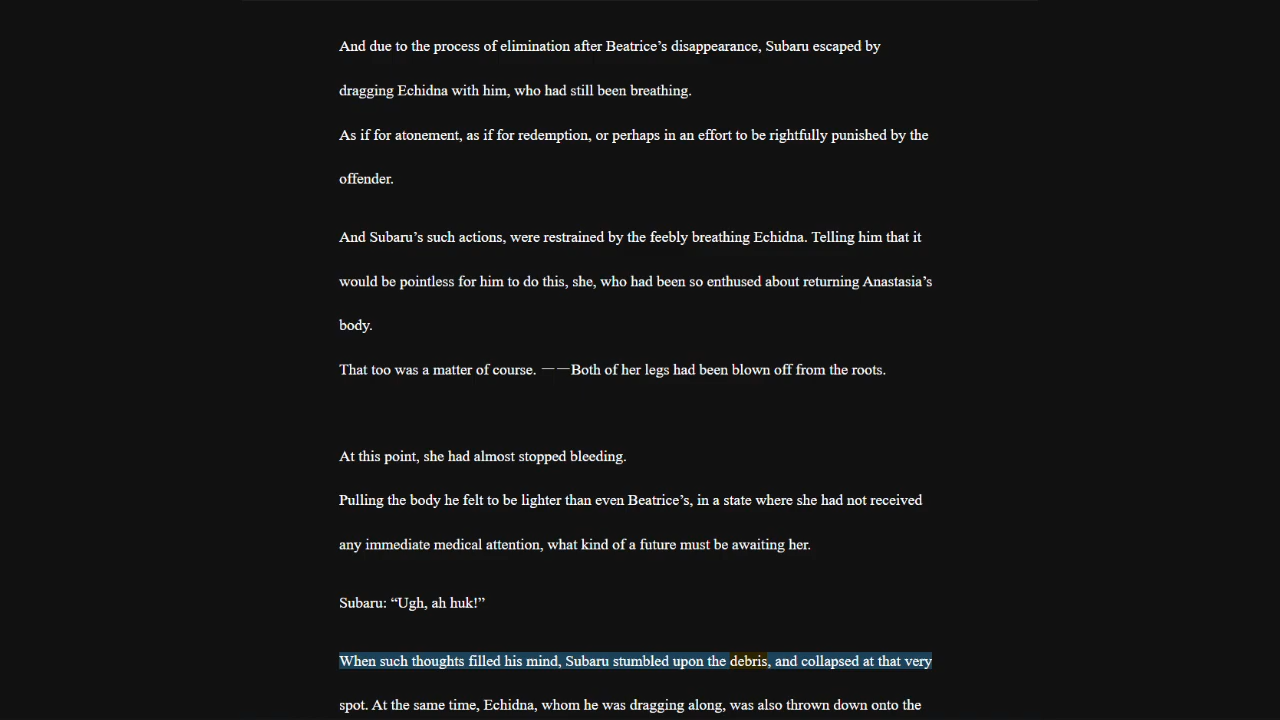 And due to the process of elimination after Beatrice’s disappearance, Subaru escaped by
dragging Echidna with him, who had still been breathing.
As if for atonement, as if for redemption, or perhaps in an effort to be rightfully punished by the
offender.
And Subaru’s such actions, were restrained by the feebly breathing Echidna. Telling him that it
would be pointless for him to do this, she, who had been so enthused about returning Anastasia’s
body.
That too was a matter of course. ――Both of her legs had been blown off from the roots.
At this point, she had almost stopped bleeding.
Pulling the body he felt to be lighter than even Beatrice’s, in a state where she had not received
any immediate medical attention, what kind of a future must be awaiting her.
Subaru: “Ugh, ah huk!”
When such thoughts filled his mind, Subaru stumbled upon the debris, and collapsed at that very
spot. At the same time, Echidna, whom he was dragging along, was also thrown down onto the